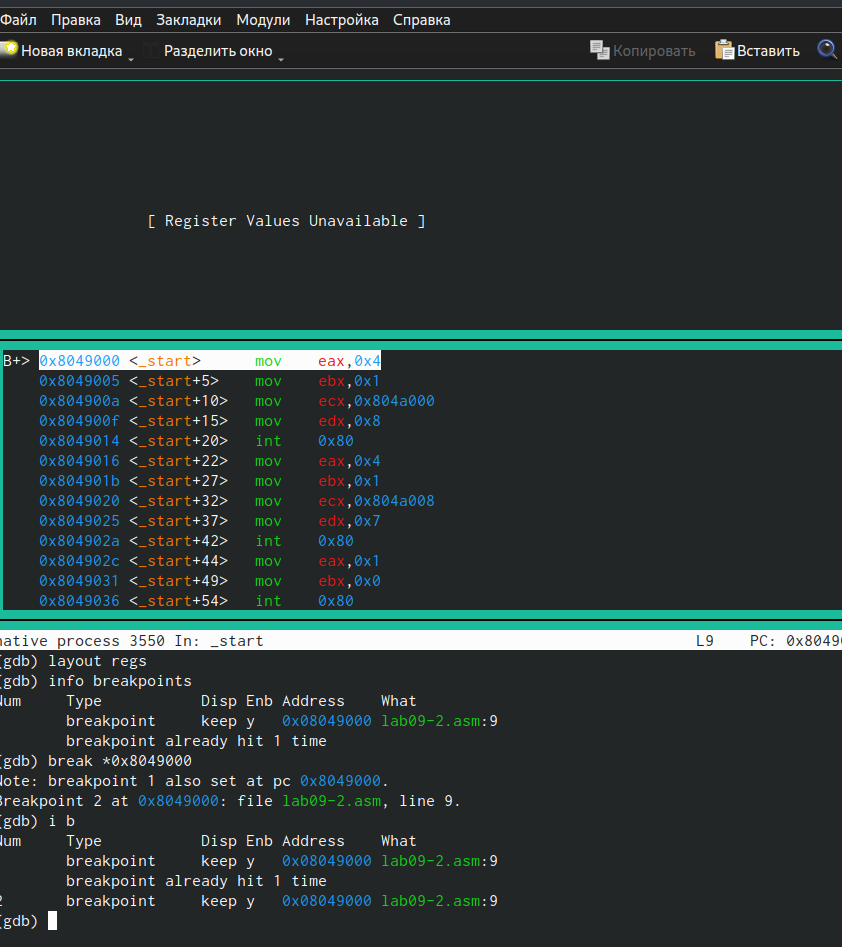 Файл Правка Вид Закладки Модули Настройка Справка
Новая вкладка Разделить окно Копировать Вставить
[ Register Values Unavailable ]
B+> 0x8049000 <_start> mov eax,0x4
0x8049005 <_start+5> mov ebx,0x1
0x804900a <_start+10> mov ecx,0x804a000
0x804900f <_start+15> mov edx,0x8
0x8049014 <_start+20> int 0x80
0x8049016 <_start+22> mov eax,0x4
0x804901b <_start+27> mov ebx,0x1
0x8049020 <_start+32> mov ecx,0x804a008
0x8049025 <_start+37> mov edx,0x7
0x804902a <_start+42> int 0x80
0x804902c <_start+44> mov eax,0x1
0x8049031 <_start+49> mov ebx,0x0
0x8049036 <_start+54> int 0x80
native process 3550 In: _start L9 PC: 0x8049
(gdb) layout regs
(gdb) info breakpoints
Num Type Disp Enb Address What
breakpoint keep y 0x08049000 lab09-2.asm:9
breakpoint already hit 1 time
(gdb) break *0x8049000
Note: breakpoint 1 also set at pc 0x8049000.
Breakpoint 2 at 0x8049000: file lab09-2.asm, line 9.
(gdb) i b
Num Type Disp Enb Address What
breakpoint keep y 0x08049000 lab09-2.asm:9
breakpoint already hit 1 time
2 breakpoint keep y 0x08049000 lab09-2.asm:9
(gdb)